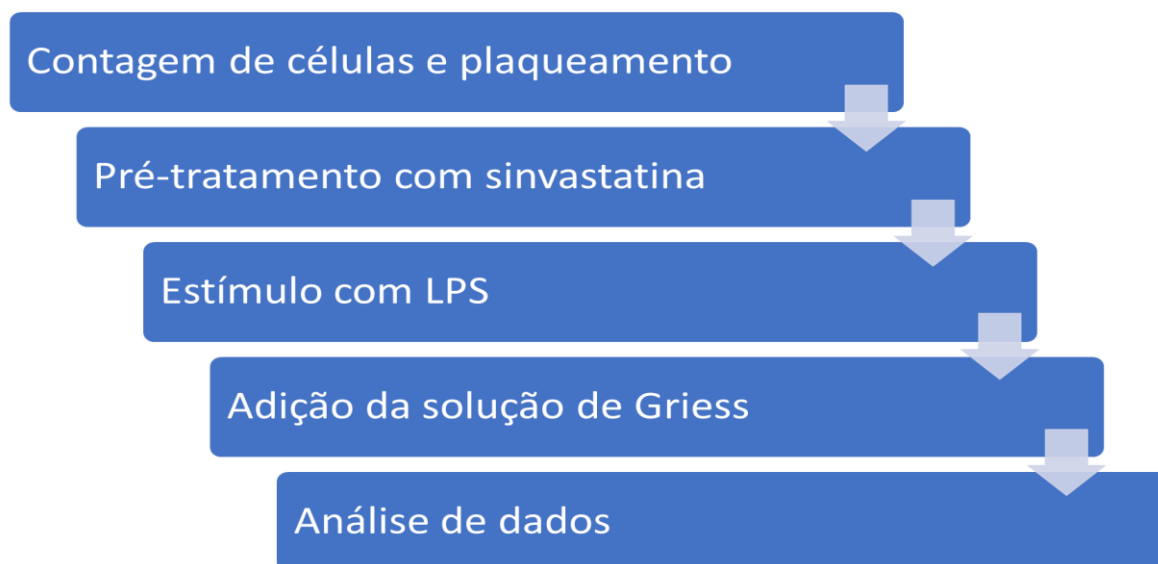 Contagem de células e plaqueamento
Pré-tratamento com sinvastatina
Estímulo com LPS
Adição da solução de Griess
Análise de dados